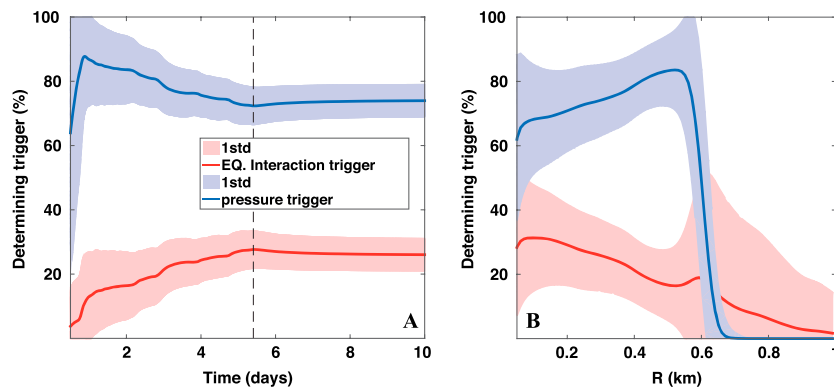 100
80
60
40
20
Determining trigger (%)
1std
EQ. Interaction trigger
1std
pressure trigger
A
2
4
6
8
10
Time (days)
100
80
60
40
20
Determining trigger (%)
B
0.2
0.4
0.6
0.8
R (km)